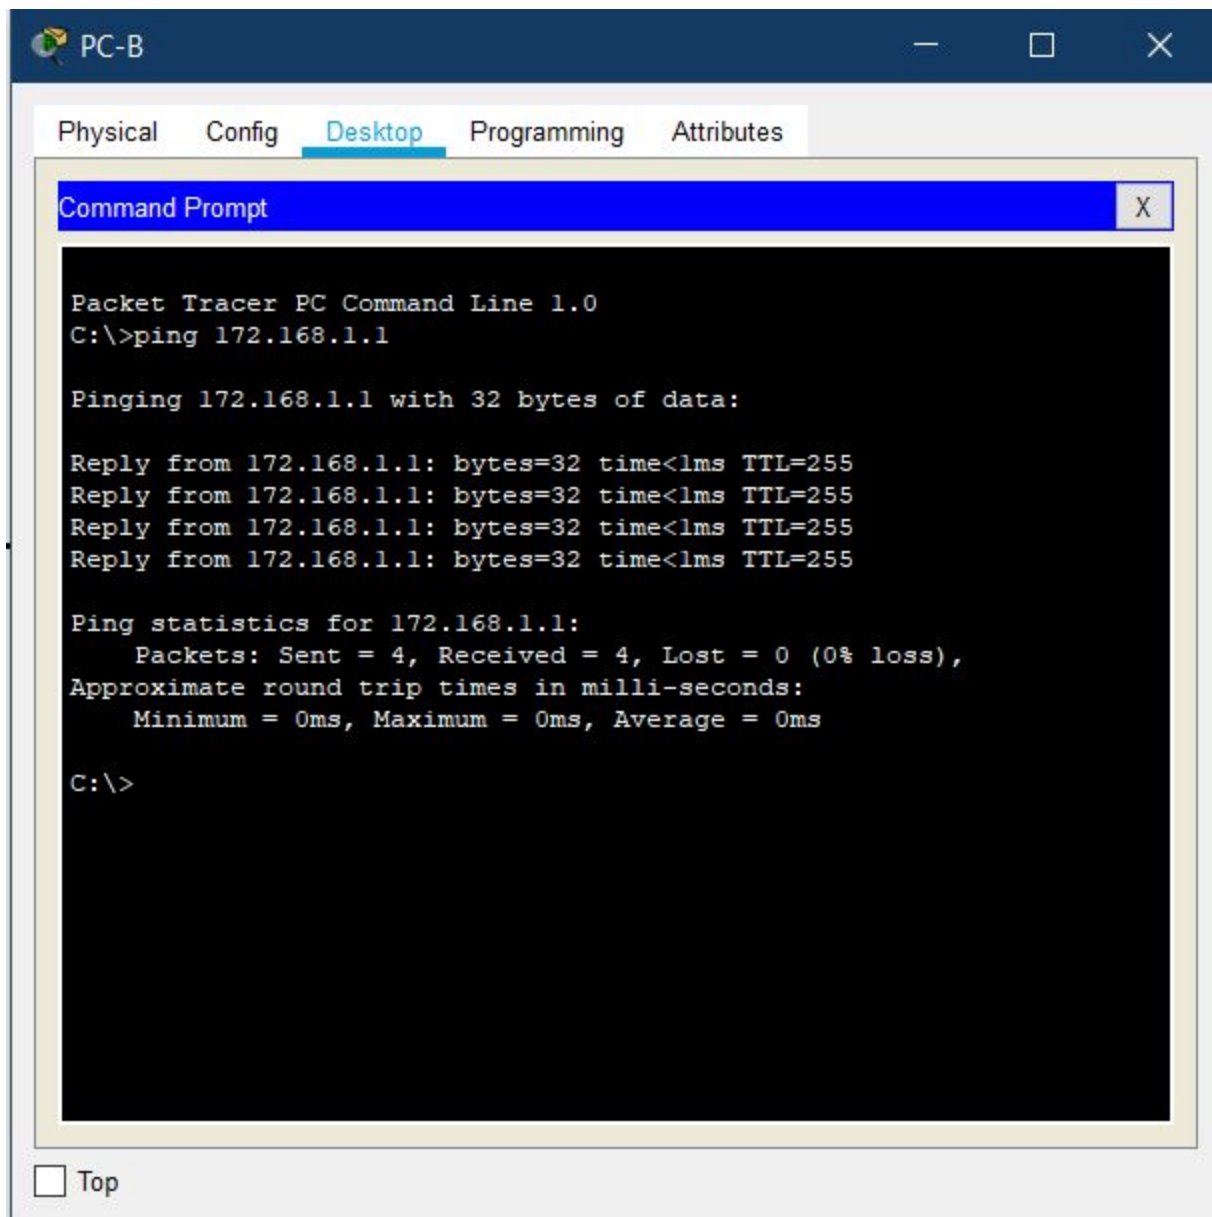 PC-B
Physical Config Desktop Programming Attributes
Command Prompt X
Packet Tracer PC Command Line 1.0
C:\>ping 172.168.1.1
Pinging 172.168.1.1 with 32 bytes of data:
Reply from 172.168.1.1: bytes=32 time<1ms TTL=255
Reply from 172.168.1.1: bytes=32 time<1ms TTL=255
Reply from 172.168.1.1: bytes=32 time<1ms TTL=255
Reply from 172.168.1.1: bytes=32 time<1ms TTL=255
Ping statistics for 172.168.1.1:
Packets: Sent = 4, Received = 4, Lost = 0 (0% loss),
Approximate round trip times in milli-seconds:
Minimum = 0ms, Maximum = 0ms, Average = 0ms
C:\>
Top